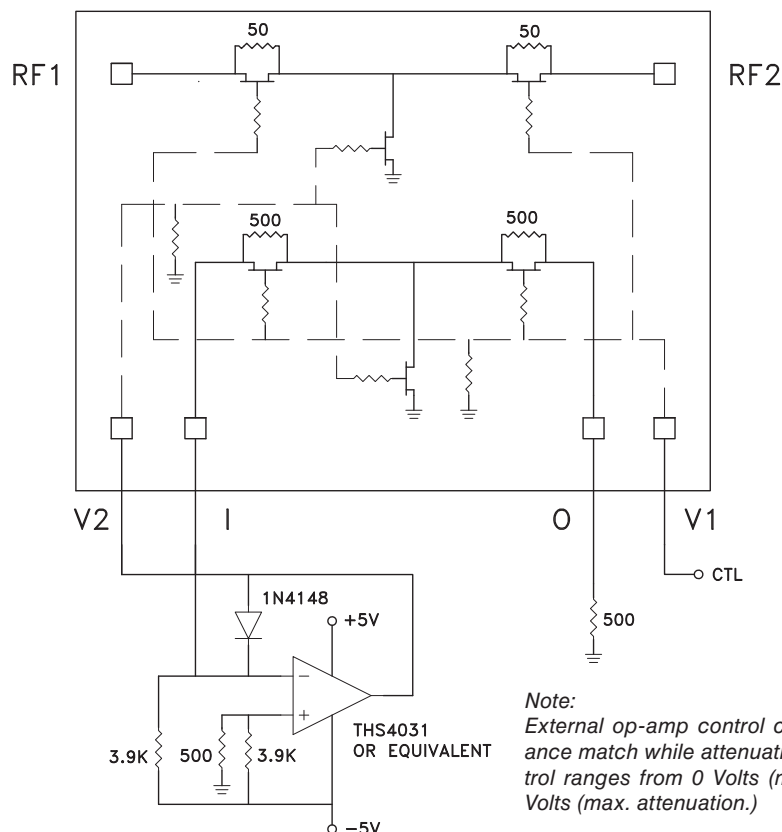 50
50
RF1
RF2
500
500
V2
I
O
V1
CTL
1N4148
+5V
500
THS4031
OR EQUIVALENT
3.9K
500
3.9K
−5V
Note:
External op-amp control
ance match while attenuati
trol ranges from 0 Volts
Volts (max. attenuation.)